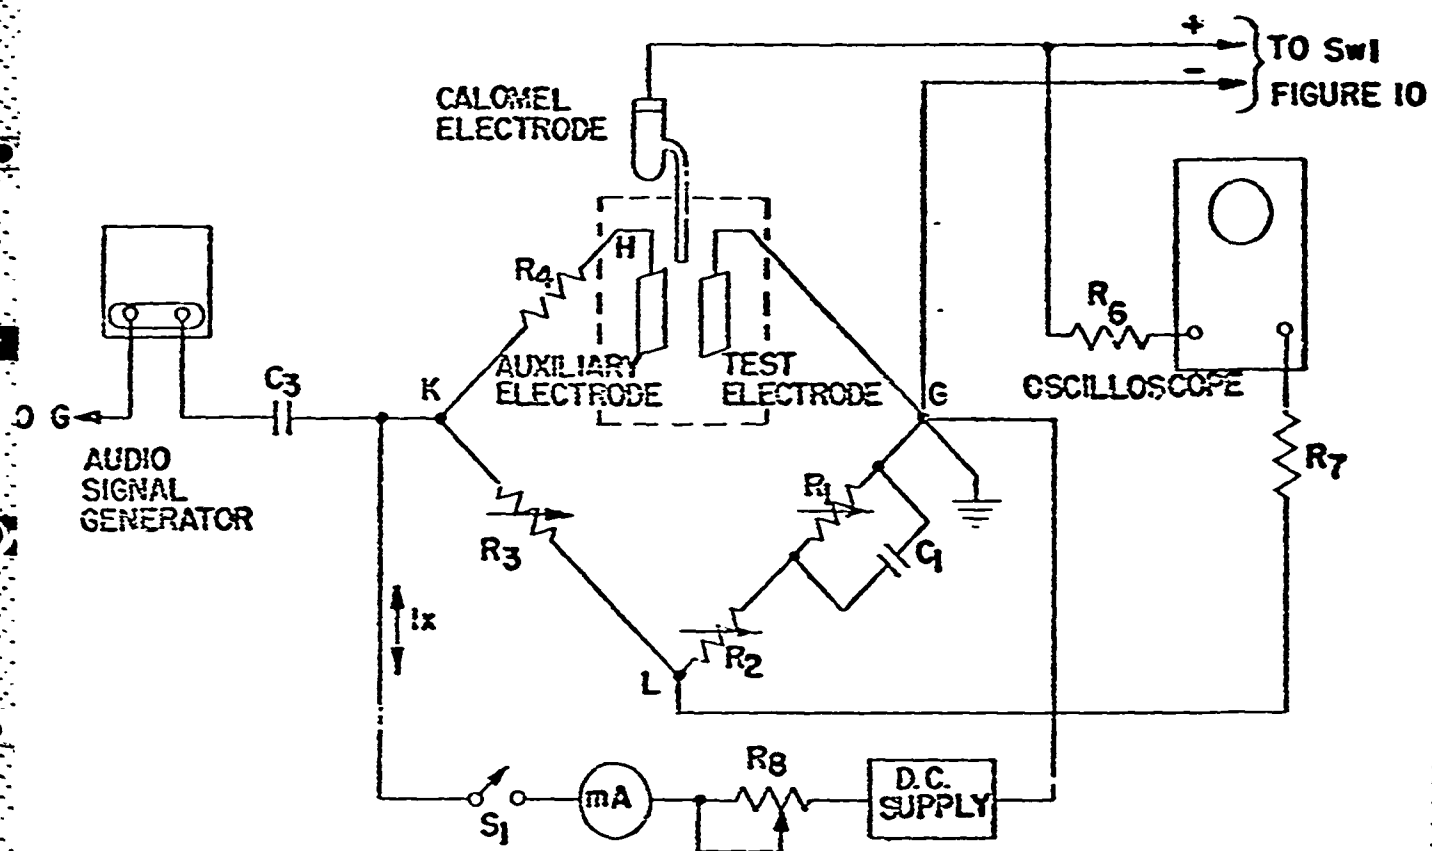 +
TO SW1
-
FIGURE 10
CALOMEL
ELECTRODE
H
R4
R6
AUXILIARY
ELECTRODE
TEST
ELECTRODE
OSCILLOSCOPE
C3
K
G
O G
AUDIO
SIGNAL
GENERATOR
R7
R1
R3
C1
Ix
R2
L
R8
mA
D.C.
SUPPLY
S1